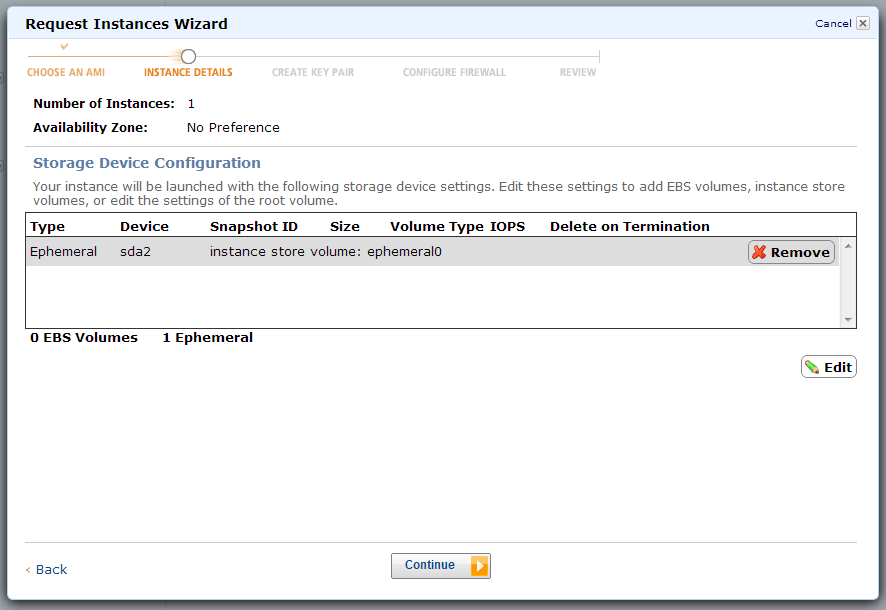 Request Instances Wizard
Cancel
CHOOSE AN AMI INSTANCE DETAILS CREATE KEY PAIR CONFIGURE FIREWALL REVIEW
Number of Instances: 1
Availability Zone: No Preference
Storage Device Configuration
Your instance will be launched with the following storage device settings. Edit these settings to add EBS volumes, instance store
volumes, or edit the settings of the root volume.
Type Device Snapshot ID Size Volume Type IOPS Delete on Termination
Ephemeral sda2 instance store volume: ephemeral0 Remove
0 EBS Volumes 1 Ephemeral
Edit
< Back
Continue